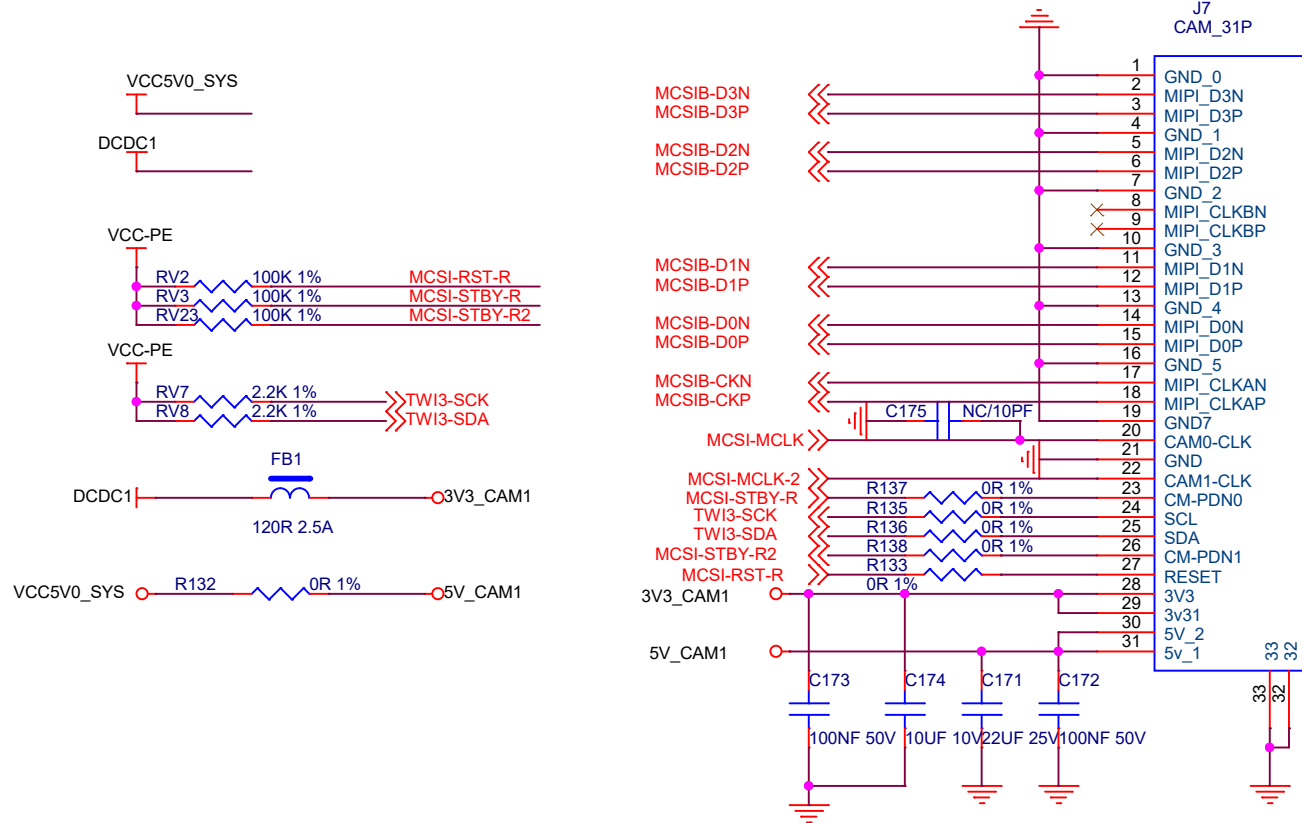 VCC5V0_SYS
DCDC1
VCC-PE
RV2 100K 1% MCSI-RST-R
RV3 100K 1% MCSI-STBY-R
RV23 100K 1% MCSI-STBY-R2
VCC-PE
RV7 2.2K 1% TWI3-SCK
RV8 2.2K 1% TWI3-SDA
FB1
DCDC1 3V3_CAM1
120R 2.5A
VCC5V0_SYS R132 0R 1% 5V_CAM1
J7
CAM_31P
1 GND_0
MCSIB-D3N 2 MIPI_D3N
MCSIB-D3P 3 MIPI_D3P
4 GND_1
MCSIB-D2N 5 MIPI_D2N
MCSIB-D2P 6 MIPI_D2P
7 GND_2
8 MIPI_CLKBN
9 MIPI_CLKBP
10 GND_3
MCSIB-D1N 11 MIPI_D1N
MCSIB-D1P 12 MIPI_D1P
13 GND_4
MCSIB-D0N 14 MIPI_D0N
MCSIB-D0P 15 MIPI_D0P
16 GND_5
MCSIB-CKN 17 MIPI_CLKAN
MCSIB-CKP 18 MIPI_CLKAP
C175 NC/10PF 19 GND7
MCSI-MCLK 20 CAM0-CLK
21 GND
MCSI-MCLK-2 22 CAM1-CLK
MCSI-STBY-R R137 0R 1% 23 CM-PDN0
TWI3-SCK R135 0R 1% 24 SCL
TWI3-SDA R136 0R 1% 25 SDA
MCSI-STBY-R2 R138 0R 1% 26 CM-PDN1
MCSI-RST-R R133 0R 1% 27 RESET
3V3_CAM1 28 3V3
29 3v31
30 5V_2
5V_CAM1 31 5v_1
33 32
33 32
C173 C174 C171 C172
100NF 50V 10UF 10V 22UF 25V 100NF 50V